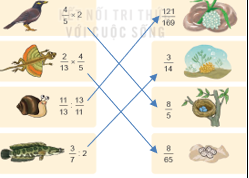 4/5 × 2
121/169
KẾT NỐI TRI THỨC
VỚI CUỘC SỐNG
2/13 × 4/5
3/14
11/13 : 13/11
8/5
3/7 : 2
8/65